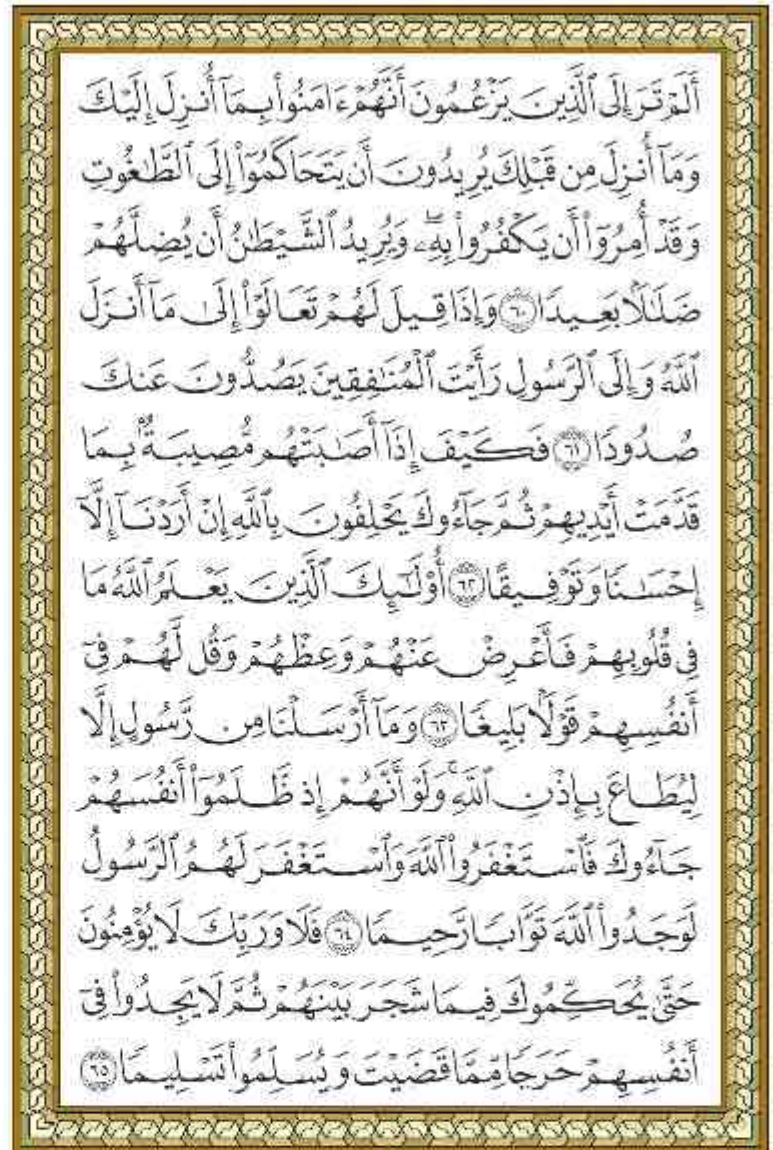 أَلَمْ تَرَ إِلَى ٱلَّذِينَ يَزْعُمُونَ أَنَّهُمْ ءَامَنُوا۟ بِمَآ أُنزِلَ إِلَيْكَ
وَمَآ أُنزِلَ مِن قَبْلِكَ يُرِيدُونَ أَن يَتَحَاكَمُوٓا۟ إِلَى ٱلطَّٰغُوتِ
وَقَدْ أُمِرُوٓا۟ أَن يَكْفُرُوا۟ بِهِۦۖ وَيُرِيدُ ٱلشَّيْطَٰنُ أَن يُضِلَّهُمْ
ضَلَٰلًۢا بَعِيدًا ٦٠ وَإِذَا قِيلَ لَهُمْ تَعَالَوْا۟ إِلَىٰ مَآ أَنزَلَ
ٱللَّهُ وَإِلَى ٱلرَّسُولِ رَأَيْتَ ٱلْمُنَٰفِقِينَ يَصُدُّونَ عَنكَ
صُدُودًا ٦١ فَكَيْفَ إِذَآ أَصَٰبَتْهُم مُّصِيبَةٌۢ بِمَا
قَدَّمَتْ أَيْدِيهِمْ ثُمَّ جَآءُوكَ يَحْلِفُونَ بِٱللَّهِ إِنْ أَرَدْنَآ إِلَّآ
إِحْسَٰنًا وَتَوْفِيقًا ٦٢ أُو۟لَٰٓئِكَ ٱلَّذِينَ يَعْلَمُ ٱللَّهُ مَا
فِى قُلُوبِهِمْ فَأَعْرِضْ عَنْهُمْ وَعِظْهُمْ وَقُل لَّهُمْ فِىٓ
أَنفُسِهِمْ قَوْلًۢا بَلِيغًا ٦٣ وَمَآ أَرْسَلْنَا مِن رَّسُولٍ إِلَّا
لِيُطَاعَ بِإِذْنِ ٱللَّهِۚ وَلَوْ أَنَّهُمْ إِذ ظَّلَمُوٓا۟ أَنفُسَهُمْ
جَآءُوكَ فَٱسْتَغْفَرُوا۟ ٱللَّهَ وَٱسْتَغْفَرَ لَهُمُ ٱلرَّسُولُ
لَوَجَدُوا۟ ٱللَّهَ تَوَّابًا رَّحِيمًا ٦٤ فَلَا وَرَبِّكَ لَا يُؤْمِنُونَ
حَتَّىٰ يُحَكِّمُوكَ فِيمَا شَجَرَ بَيْنَهُمْ ثُمَّ لَا يَجِدُوا۟ فِىٓ
أَنفُسِهِمْ حَرَجًا مِّمَّا قَضَيْتَ وَيُسَلِّمُوا۟ تَسْلِيمًا ٦٥